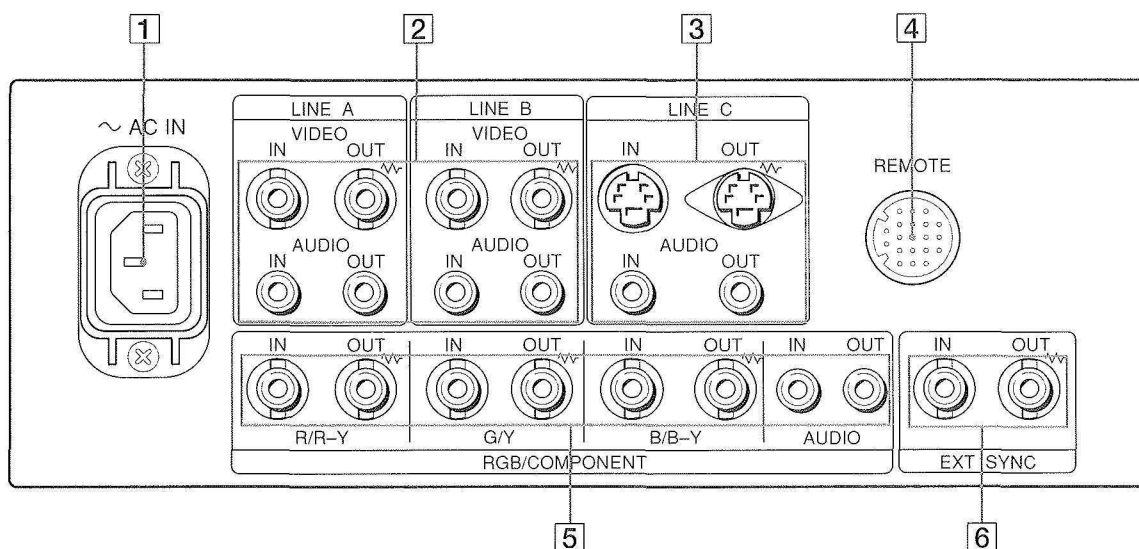 1 2 3 4
LINE A LINE B LINE C
∼ AC IN
VIDEO VIDEO
IN OUT IN OUT IN OUT
REMOTE
AUDIO AUDIO AUDIO
IN OUT IN OUT IN OUT
IN OUT IN OUT IN OUT IN OUT IN OUT
R/R–Y G/Y B/B–Y AUDIO
RGB/COMPONENT EXT SYNC
5 6